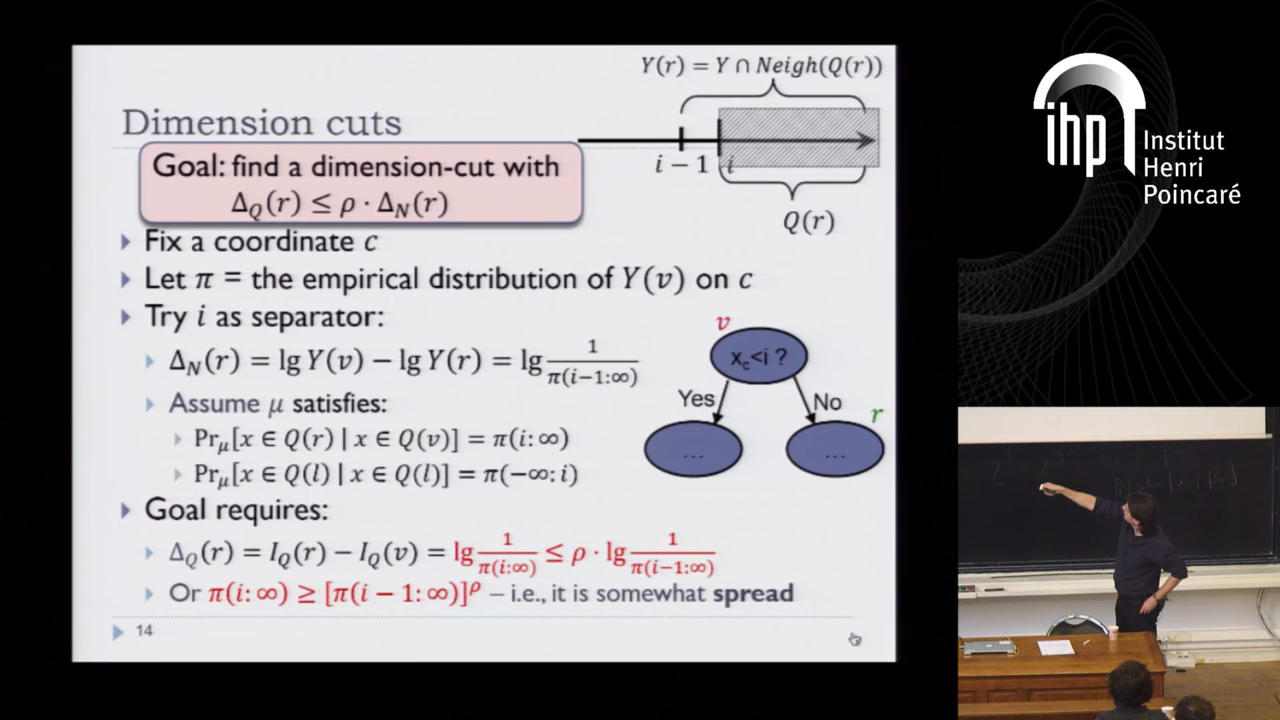 Y(r) = Y ∩ Neigh(Q(r))
Dimension cuts
i − 1
i
Q(r)
Goal: find a dimension-cut with
Δ_Q(r) ≤ ρ · Δ_N(r)
Fix a coordinate c
Let π = the empirical distribution of Y(v) on c
Try i as separator:
Δ_N(r) = lg Y(v) − lg Y(r) = lg 1/π(i−1:∞)
Assume μ satisfies:
Pr_μ[x ∈ Q(r) | x ∈ Q(v)] = π(i:∞)
Pr_μ[x ∈ Q(l) | x ∈ Q(l)] = π(−∞:i)
v
x_c<i ?
Yes
No
r
...
...
Goal requires:
Δ_Q(r) = I_Q(r) − I_Q(v) = lg 1/π(i:∞) ≤ ρ · lg 1/π(i−1:∞)
Or π(i:∞) ≥ [π(i − 1:∞)]^ρ – i.e., it is somewhat spread
14
ihp
Institut
Henri
Poincaré